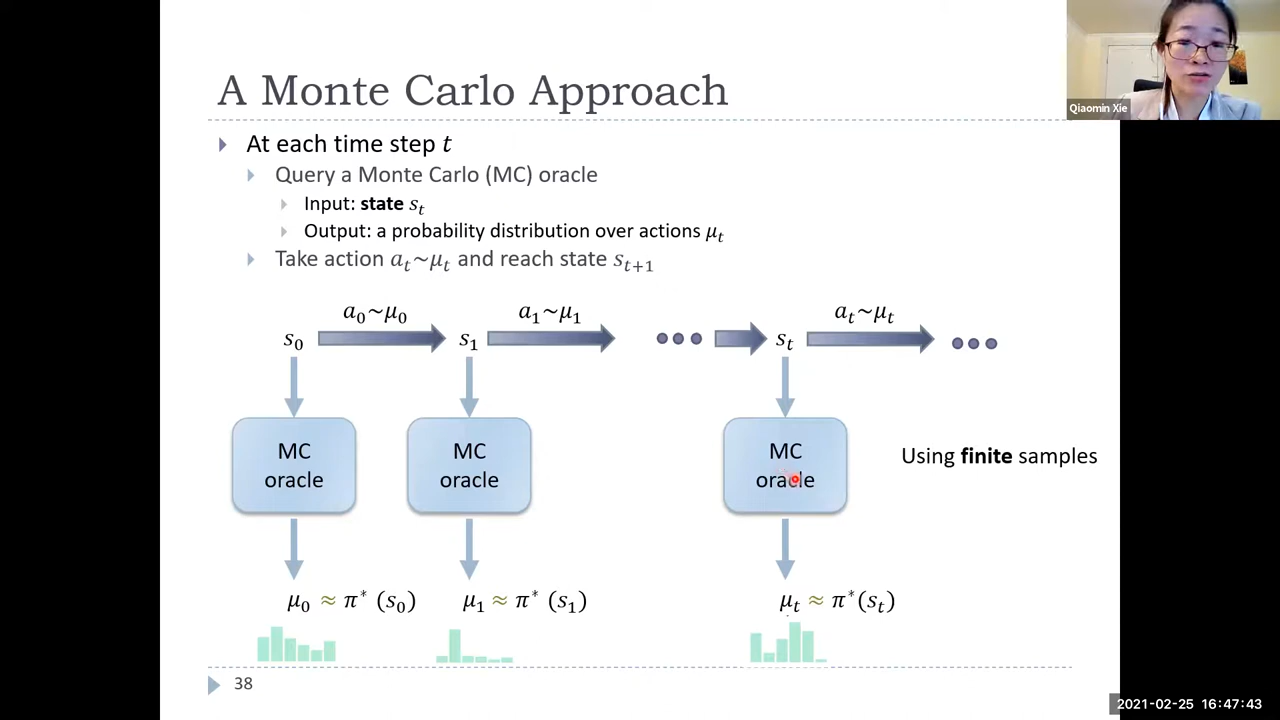 A Monte Carlo Approach
Qiaomin Xie
At each time step t
Query a Monte Carlo (MC) oracle
Input: state s_t
Output: a probability distribution over actions μ_t
Take action a_t~μ_t and reach state s_{t+1}
a_0~μ_0 a_1~μ_1 a_t~μ_t
s_0 s_1 s_t
MC oracle
MC oracle
MC oracle
Using finite samples
μ_0 ≈ π* (s_0) μ_1 ≈ π* (s_1) μ_t ≈ π*(s_t)
38
2021-02-25 16:47:43